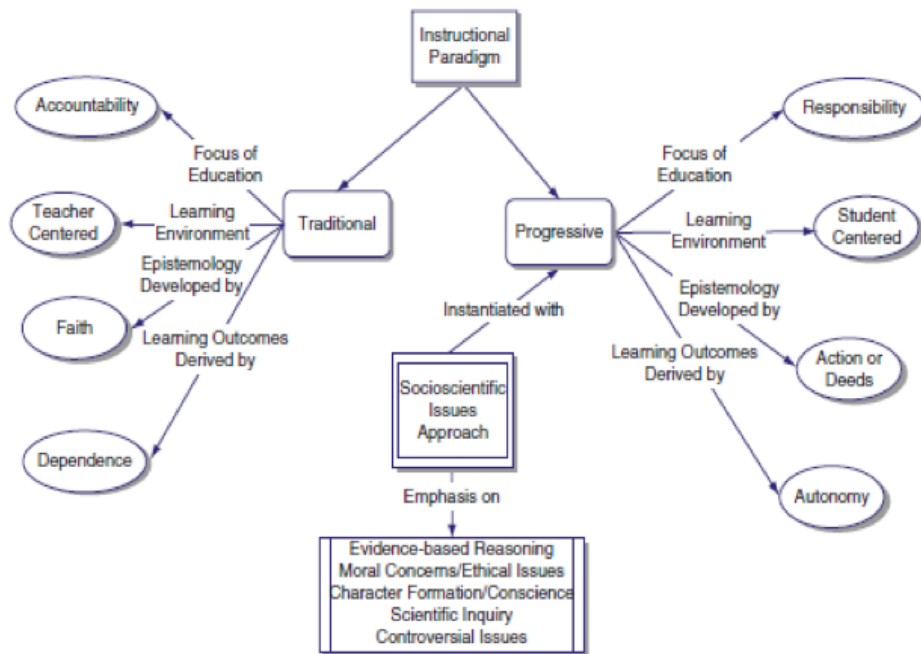 Instructional
Paradigm
Accountability
Responsibility
Focus of
Education
Focus of
Education
Teacher
Centered
Learning
Environment
Traditional
Progressive
Learning
Environment
Student
Centered
Epistemology
Developed by
Epistemology
Developed by
Faith
Instantiated with
Learning Outcomes
Derived by
Learning Outcomes
Derived by
Action or
Deeds
Socioscientific
Issues
Approach
Dependence
Autonomy
Emphasis on
Evidence-based Reasoning
Moral Concerns/Ethical Issues
Character Formation/Conscience
Scientific Inquiry
Controversial Issues